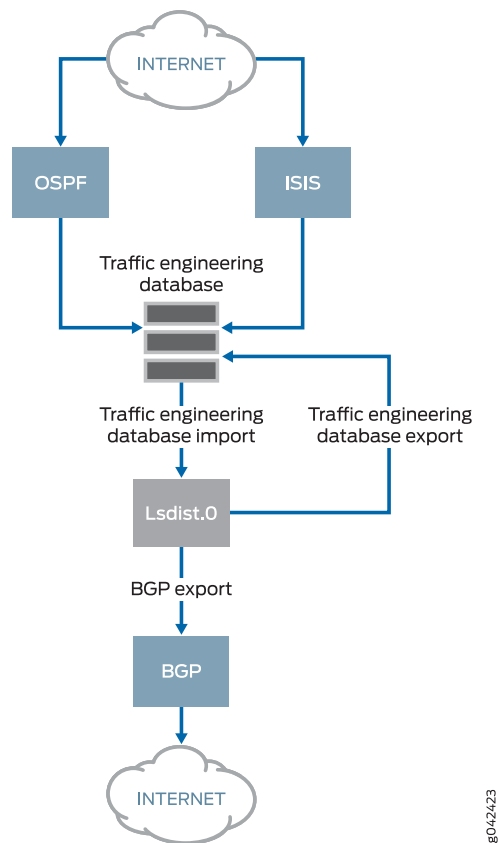 INTERNET
OSPF
ISIS
Traffic engineering
database
Traffic engineering
database import
Traffic engineering
database export
Lsdist.0
BGP export
BGP
INTERNET
g042423